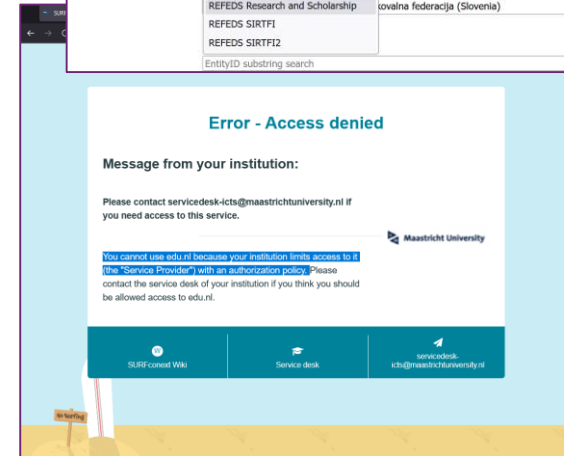 REFEDS Research and Scholarship
kovalna federacija (Slovenia)
REFEDS SIRTFI
REFEDS SIRTFI2
EntityID substring search
Error - Access denied
Message from your institution:
Please contact servicedesk-icts@maastrichtuniversity.nl if
you need access to this service.
Maastricht University
You cannot use edu.nl because your institution limits access to it
(the "Service Provider") with an authorization policy. Please
contact the service desk of your institution if you think you should
be allowed access to edu.nl.
SURFconext Wiki
Service desk
servicedesk-
icts@maastrichtuniversity.nl
no surfing